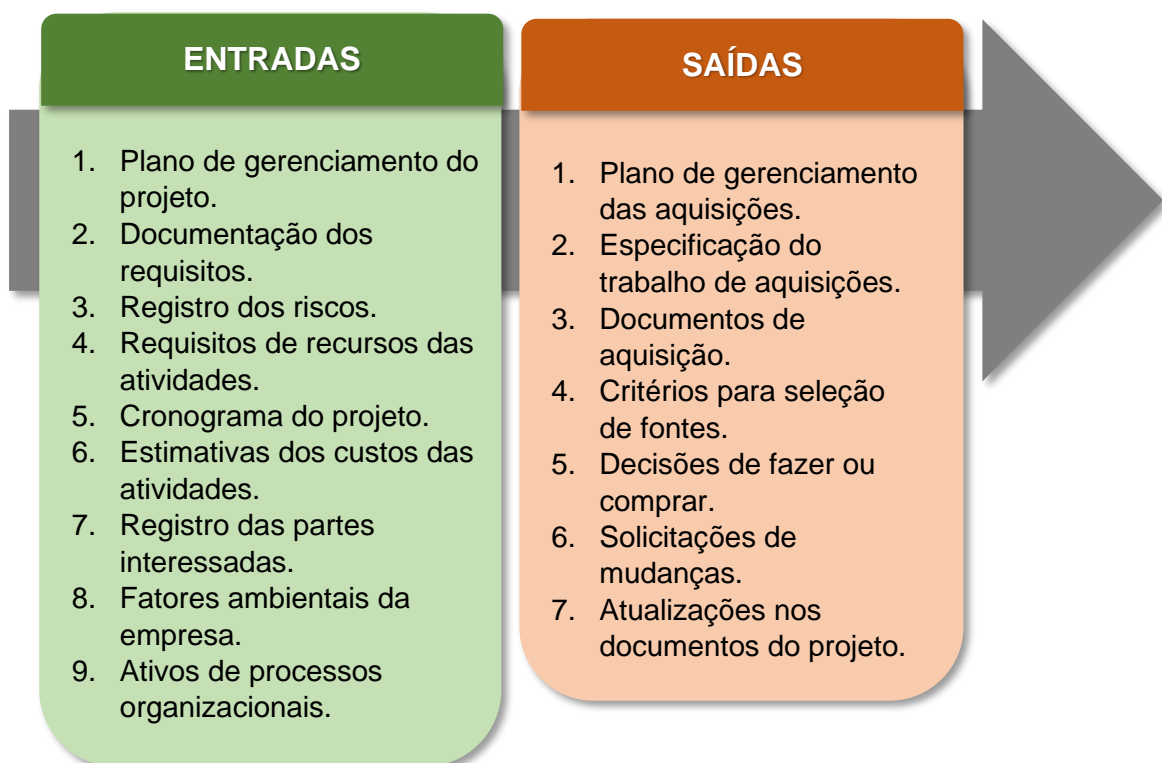 ENTRADAS
1. Plano de gerenciamento do
projeto.
2. Documentação dos
requisitos.
3. Registro dos riscos.
4. Requisitos de recursos das
atividades.
5. Cronograma do projeto.
6. Estimativas dos custos das
atividades.
7. Registro das partes
interessadas.
8. Fatores ambientais da
empresa.
9. Ativos de processos
organizacionais.
SAÍDAS
1. Plano de gerenciamento
das aquisições.
2. Especificação do
trabalho de aquisições.
3. Documentos de
aquisição.
4. Critérios para seleção
de fontes.
5. Decisões de fazer ou
comprar.
6. Solicitações de
mudanças.
7. Atualizações nos
documentos do projeto.